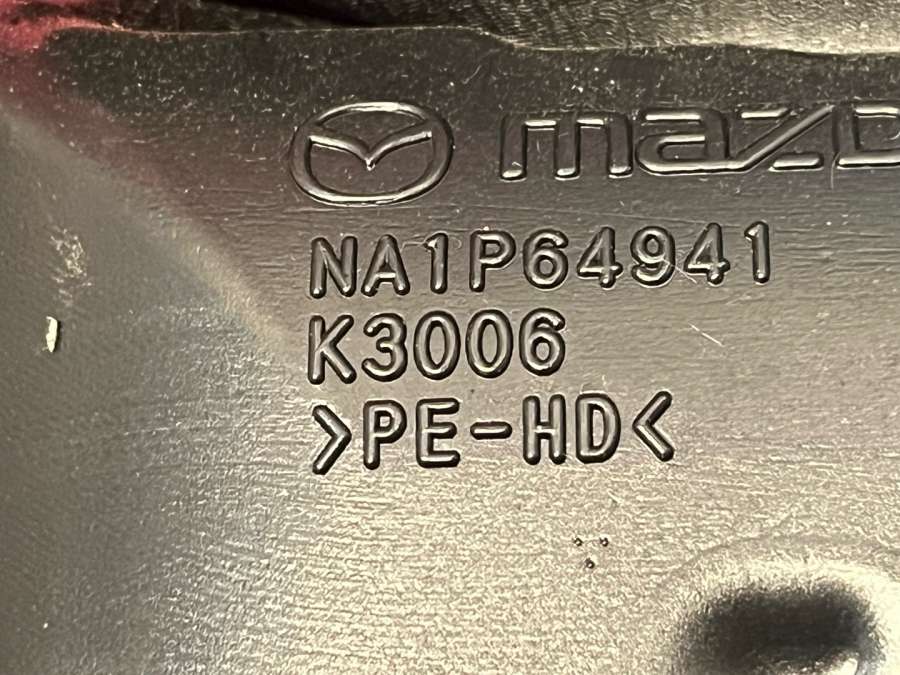 mazD
NA1P64941
K3006
>PE-HD<